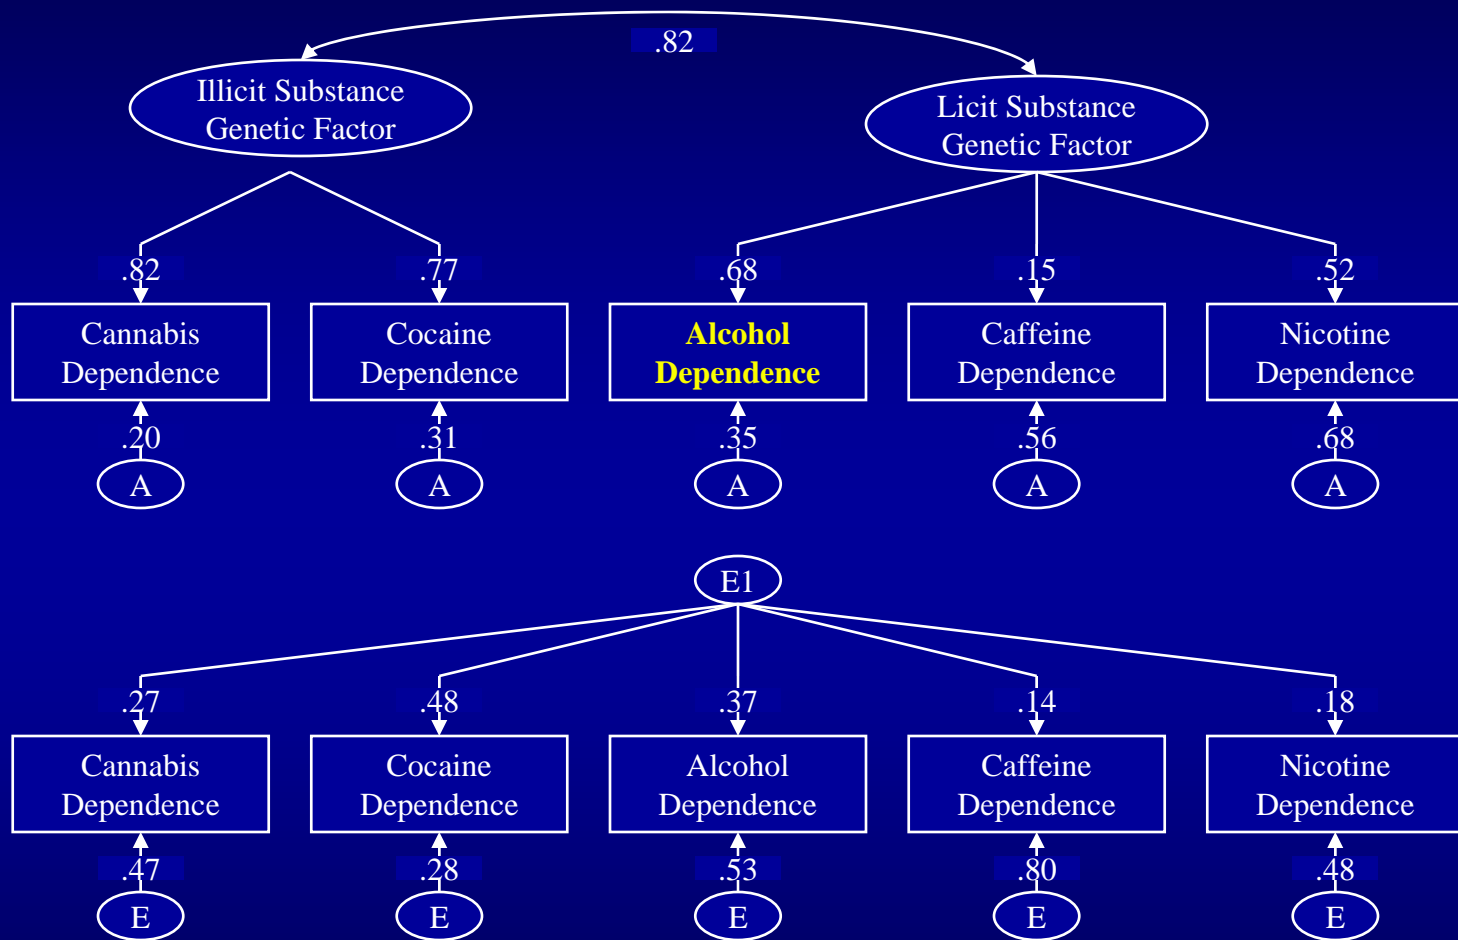 .82
Illicit Substance
Genetic Factor
Licit Substance
Genetic Factor
.82
.77
.68
.15
.52
Cannabis
Dependence
Cocaine
Dependence
Alcohol
Dependence
Caffeine
Dependence
Nicotine
Dependence
.20
.31
.35
.56
.68
A
A
A
A
A
E1
.27
.48
.37
.14
.18
Cannabis
Dependence
Cocaine
Dependence
Alcohol
Dependence
Caffeine
Dependence
Nicotine
Dependence
.47
.28
.53
.80
.48
E
E
E
E
E